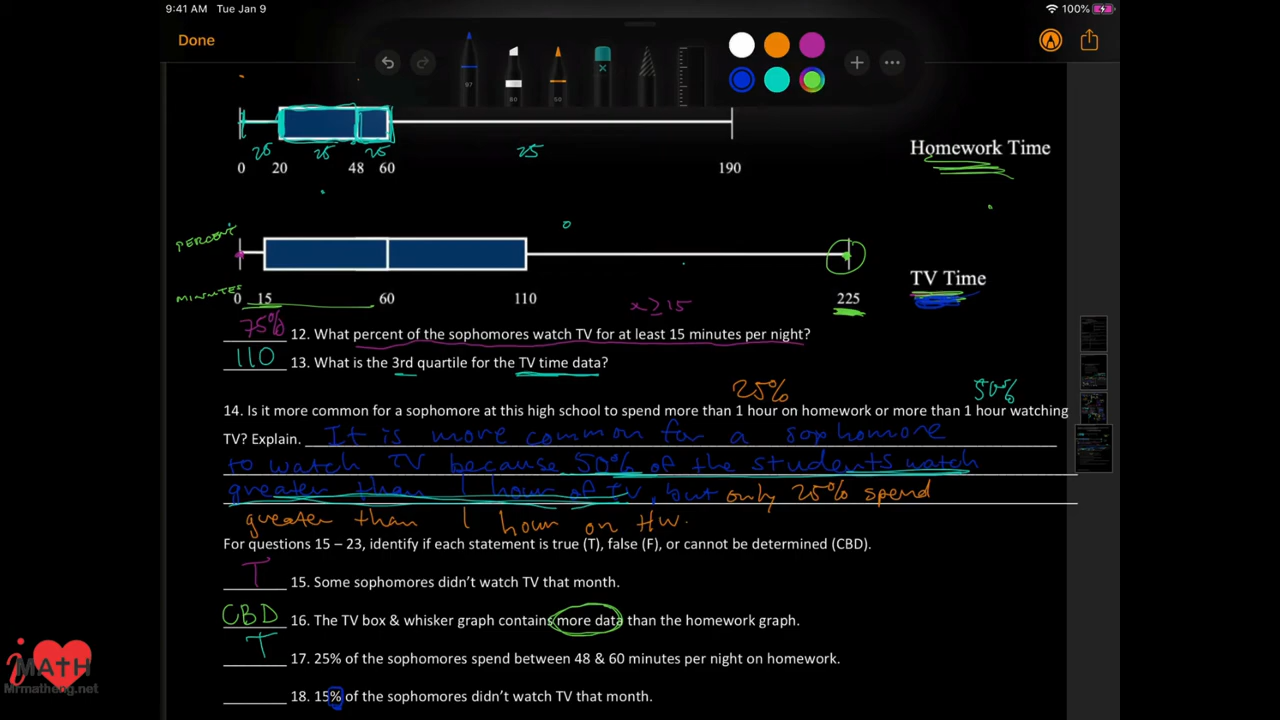 9:41 AM Tue Jan 9
100%
Done
97
80
50
25 25 25 25
0 20 48 60 190
Homework Time
PERCENT
MINUTES
0 15 60 110 225
TV Time
x ≥ 15
75% 12. What percent of the sophomores watch TV for at least 15 minutes per night?
110 13. What is the 3rd quartile for the TV time data?
25% 50%
14. Is it more common for a sophomore at this high school to spend more than 1 hour on homework or more than 1 hour watching
TV? Explain. It is more common for a sophomore
to watch TV because 50% of the students watch
greater than 1 hour of TV, but only 25% spend
greater than 1 hour on HW.
For questions 15 – 23, identify if each statement is true (T), false (F), or cannot be determined (CBD).
T 15. Some sophomores didn't watch TV that month.
CBD 16. The TV box & whisker graph contains more data than the homework graph.
T 17. 25% of the sophomores spend between 48 & 60 minutes per night on homework.
18. 15% of the sophomores didn't watch TV that month.
iMATH
Mrmatheng.net